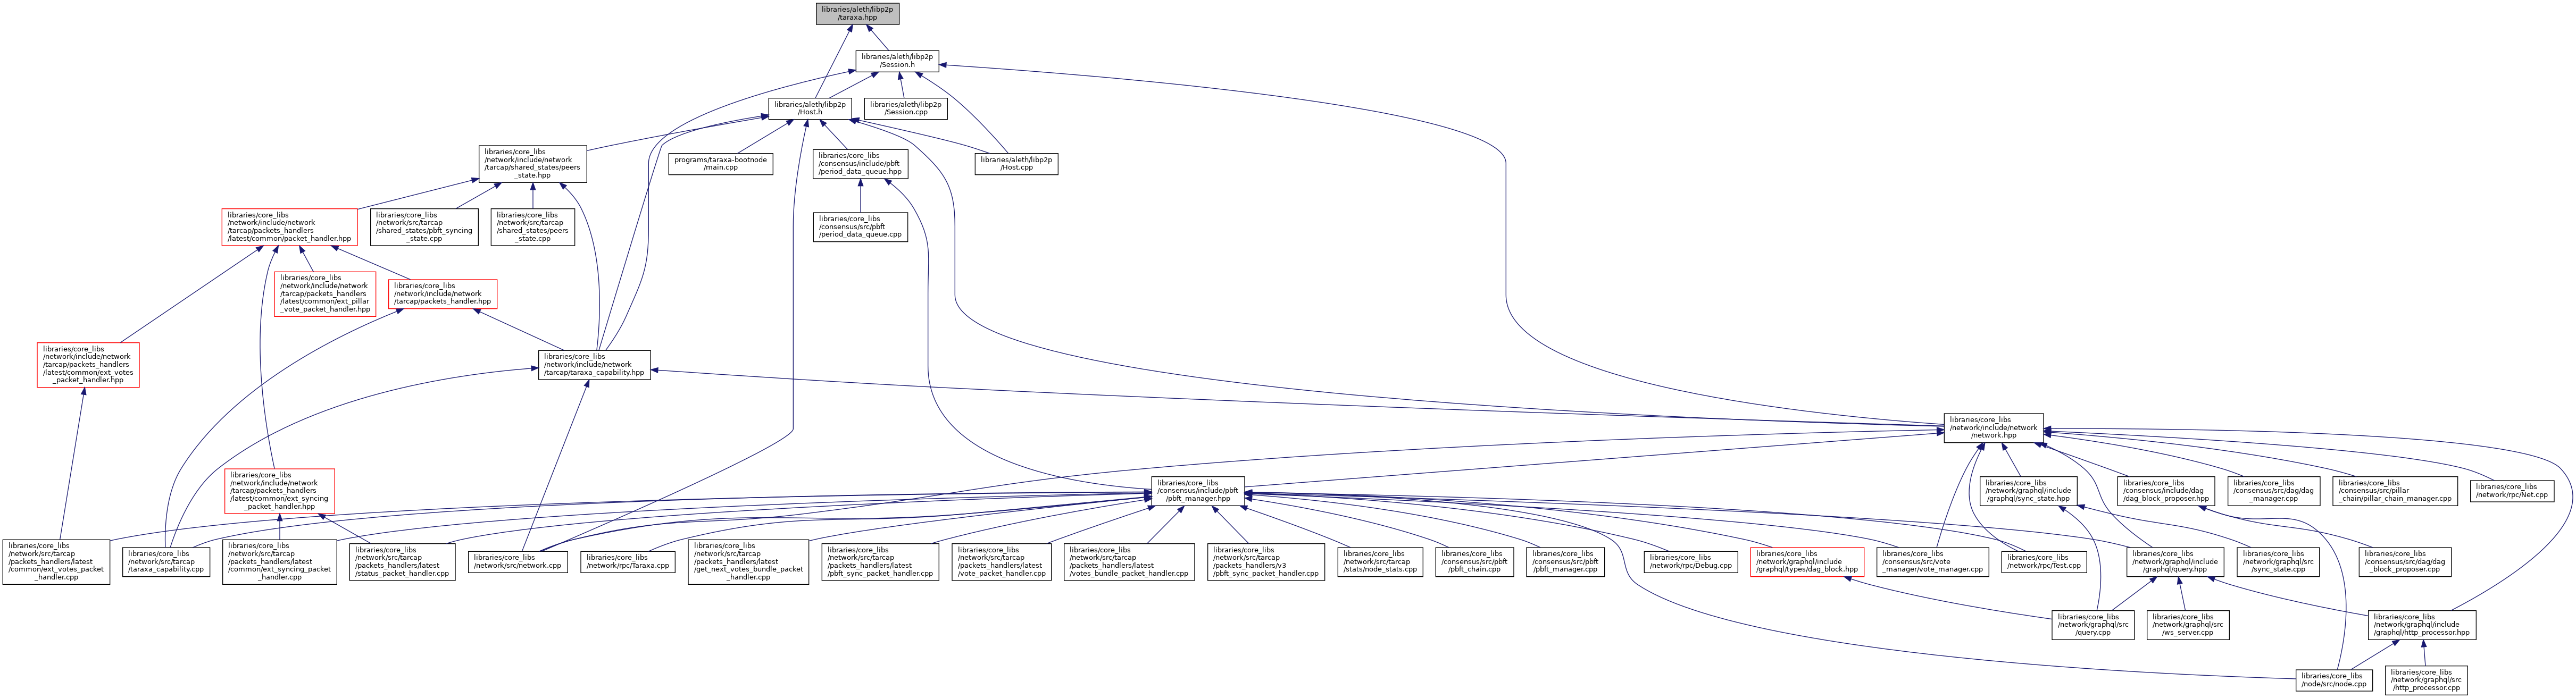 libraries/aleth/libp2p
/taraxa.hpp
libraries/aleth/libp2p
/Session.h
libraries/aleth/libp2p
/Host.h
libraries/aleth/libp2p
/Session.cpp
libraries/core_libs
/network/include/network
/tarcap/shared_states/peers
_state.hpp
programs/taraxa-bootnode
/main.cpp
libraries/core_libs
/consensus/include/pbft
/period_data_queue.hpp
libraries/aleth/libp2p
/Host.cpp
libraries/core_libs
/network/include/network
/tarcap/packets_handlers
/latest/common/packet_handler.hpp
libraries/core_libs
/network/src/tarcap
/shared_states/pbft_syncing
_state.cpp
libraries/core_libs
/network/src/tarcap
/shared_states/peers
_state.cpp
libraries/core_libs
/consensus/src/pbft
/period_data_queue.cpp
libraries/core_libs
/network/include/network
/tarcap/packets_handlers
/latest/common/ext_pillar
_vote_packet_handler.hpp
libraries/core_libs
/network/include/network
/tarcap/packets_handler.hpp
libraries/core_libs
/network/include/network
/tarcap/packets_handlers
/latest/common/ext_votes
_packet_handler.hpp
libraries/core_libs
/network/include/network
/tarcap/taraxa_capability.hpp
libraries/core_libs
/network/include/network
/network.hpp
libraries/core_libs
/network/include/network
/tarcap/packets_handlers
/latest/common/ext_syncing
_packet_handler.hpp
libraries/core_libs
/consensus/include/pbft
/pbft_manager.hpp
libraries/core_libs
/network/graphql/include
/graphql/sync_state.hpp
libraries/core_libs
/consensus/include/dag
/dag_block_proposer.hpp
libraries/core_libs
/consensus/src/dag/dag
_manager.cpp
libraries/core_libs
/consensus/src/pillar
_chain/pillar_chain_manager.cpp
libraries/core_libs
/network/rpc/Net.cpp
libraries/core_libs
/network/src/tarcap
/packets_handlers/latest
/common/ext_votes_packet
_handler.cpp
libraries/core_libs
/network/src/tarcap
/taraxa_capability.cpp
libraries/core_libs
/network/src/tarcap
/packets_handlers/latest
/common/ext_syncing_packet
_handler.cpp
libraries/core_libs
/network/src/tarcap
/packets_handlers/latest
/status_packet_handler.cpp
libraries/core_libs
/network/src/network.cpp
libraries/core_libs
/network/rpc/Taraxa.cpp
libraries/core_libs
/network/src/tarcap
/packets_handlers/latest
/get_next_votes_bundle_packet
_handler.cpp
libraries/core_libs
/network/src/tarcap
/packets_handlers/latest
/pbft_sync_packet_handler.cpp
libraries/core_libs
/network/src/tarcap
/packets_handlers/latest
/vote_packet_handler.cpp
libraries/core_libs
/network/src/tarcap
/packets_handlers/latest
/votes_bundle_packet_handler.cpp
libraries/core_libs
/network/src/tarcap
/packets_handlers/v3
/pbft_sync_packet_handler.cpp
libraries/core_libs
/network/src/tarcap
/stats/node_stats.cpp
libraries/core_libs
/consensus/src/pbft
/pbft_chain.cpp
libraries/core_libs
/consensus/src/pbft
/pbft_manager.cpp
libraries/core_libs
/network/rpc/Debug.cpp
libraries/core_libs
/network/graphql/include
/graphql/types/dag_block.hpp
libraries/core_libs
/consensus/src/vote
_manager/vote_manager.cpp
libraries/core_libs
/network/rpc/Test.cpp
libraries/core_libs
/network/graphql/include
/graphql/query.hpp
libraries/core_libs
/network/graphql/src
/sync_state.cpp
libraries/core_libs
/consensus/src/dag/dag
_block_proposer.cpp
libraries/core_libs
/network/graphql/src
/query.cpp
libraries/core_libs
/network/graphql/src
/ws_server.cpp
libraries/core_libs
/network/graphql/include
/graphql/http_processor.hpp
libraries/core_libs
/node/src/node.cpp
libraries/core_libs
/network/graphql/src
/http_processor.cpp